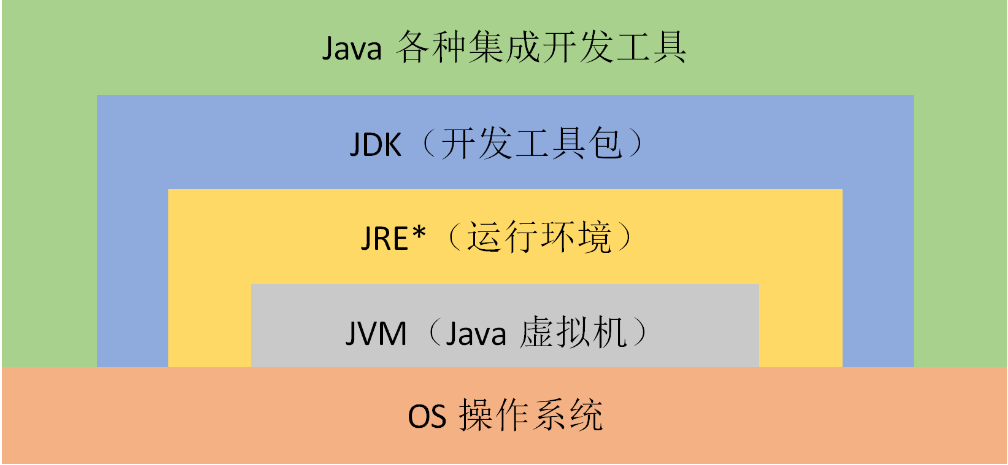 Java 各种集成开发工具
JDK（开发工具包）
JRE*（运行环境）
JVM（Java 虚拟机）
OS 操作系统